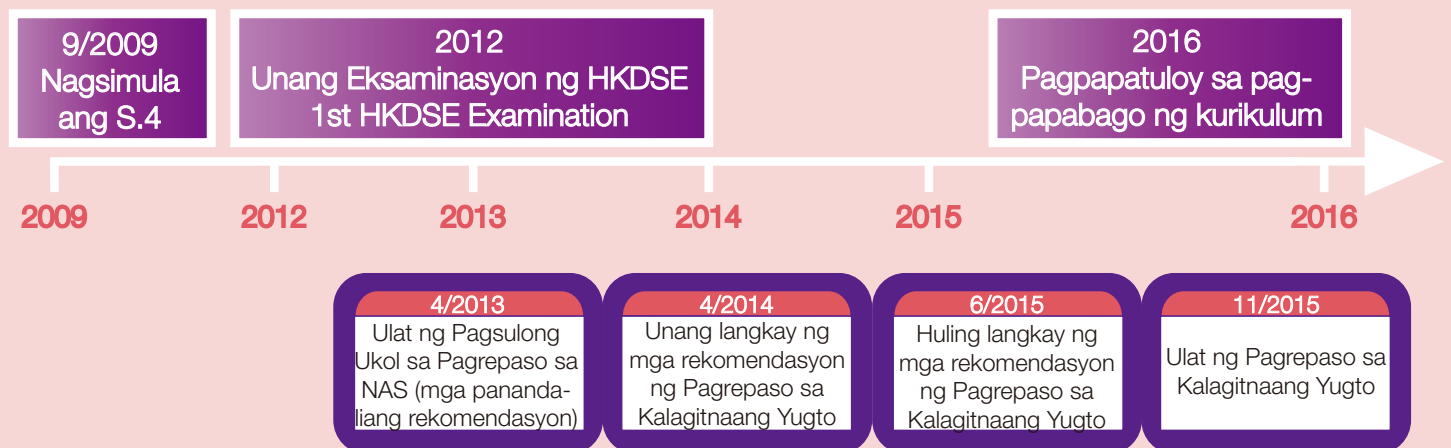 9/2009
Nagsimula
ang S.4
2012
Unang Eksaminasyon ng HKDSE
1st HKDSE Examination
2016
Pagpapatuloy sa pag-
papabago ng kurikulum
2009
2012
2013
2014
2015
2016
4/2013
Ulat ng Pagsulong
Ukol sa Pagrepaso sa
NAS (mga pananda-
liang rekomendasyon)
4/2014
Unang langkay ng
mga rekomendasyon
ng Pagrepaso sa
Kalagitnaang Yugto
6/2015
Huling langkay ng
mga rekomendasyon
ng Pagrepaso sa
Kalagitnaang Yugto
11/2015
Ulat ng Pagrepaso sa
Kalagitnaang Yugto